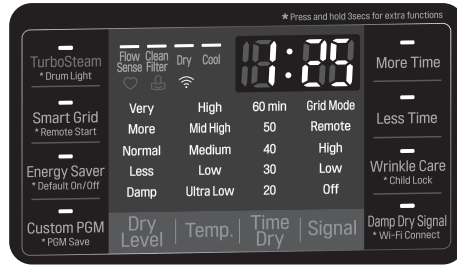 * Press and hold 3secs for extra functions
TurboSteam
* Drum Light
Smart Grid
* Remote Start
Energy Saver
* Default On/Off
Custom PGM
* PGM Save
Flow Sense
Clean Filter
Dry
Cool
1:25
Very High 60 min Grid Mode
More Mid High 50 Remote
Normal Medium 40 High
Less Low 30 Low
Damp Ultra Low 20 Off
Dry Level
Temp.
Time Dry
Signal
More Time
Less Time
Wrinkle Care
* Child Lock
Damp Dry Signal
* Wi-Fi Connect